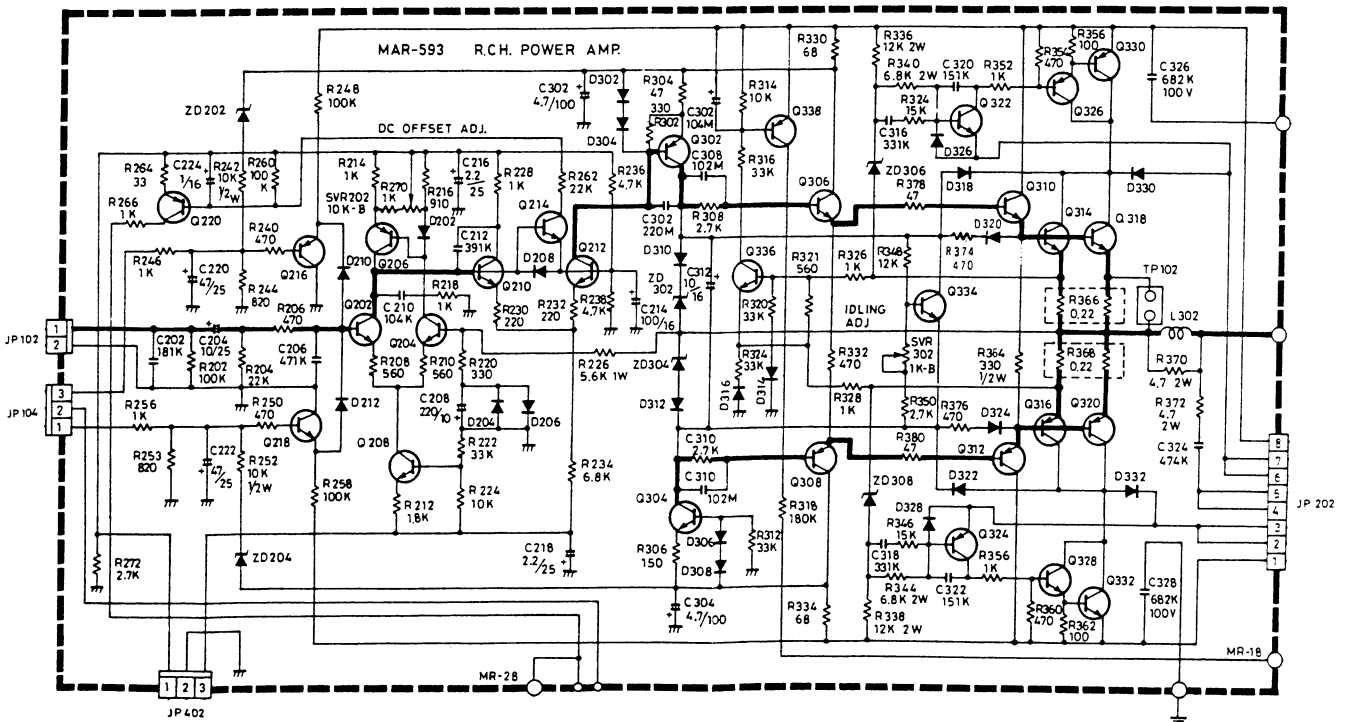 MAR-593 R.CH. POWER AMP.
DC OFFSET ADJ.
ZD202
R248
100K
C302
4.7/100
D302
D304
R304
47
330
R302
C302
104M
Q302
C308
102M
R314
10K
Q338
R316
33K
R330
68
R336
12K 2W
R340
6.8K 2W
C320
151K
R352
1K
R324
15K
C316
331K
Q322
D326
R354
470
R356
100
Q330
Q326
C326
682K
100V
R264
33
C224
1/16
R242
10K
1/2W
R260
100
K
Q220
R266
1K
R214
1K
R270
1K
SVR202
10K-B
R216
910
C216
2.2
25
R228
1K
R262
22K
R236
4.7K
D202
Q206
C212
391K
Q214
D208
Q212
Q210
C302
220M
R308
2.7K
Q306
ZD306
R378
47
D318
Q310
D330
Q314
Q318
D320
R374
470
R240
470
R246
1K
C220
47/25
R244
820
Q216
D210
R206
470
Q202
C210
104K
R218
1K
Q204
R230
220
R232
220
R238
4.7K
C214
100/16
D310
ZD
302
C312
10/16
Q336
R320
33K
R321
560
R326
1K
R348
12K
Q334
IDLING
ADJ
SVR
302
1K-B
TP102
R366
0.22
L302
JP102
1
2
C202
181K
R202
100K
C204
10/25
R204
22K
C206
471K
R208
560
R210
560
R220
330
R226
5.6K 1W
ZD304
D312
R324
33K
D316
D314
R332
470
R328
1K
R350
2.7K
R364
330
1/2W
R368
0.22
R370
4.7 2W
R372
4.7
2W
C324
474K
JP104
3
2
1
R256
1K
R250
470
Q218
D212
R253
820
C222
47/25
R252
10K
1/2W
R258
100K
C208
220/10
D204
D206
Q208
R222
33K
R212
1.8K
R224
10K
R234
6.8K
C310
2.7K
C310
102M
Q308
R376
470
D324
Q316
Q320
R380
47
Q312
D322
D332
ZD308
Q304
R306
150
D306
D308
R312
33K
R318
180K
R346
15K
D328
Q324
C318
331K
R344
6.8K 2W
C322
151K
R356
1K
Q328
Q332
R338
12K 2W
R334
68
R360
470
R362
100
C328
682K
100V
R272
2.7K
ZD204
C218
2.2/25
C304
4.7/100
8
7
6
5
4
3
2
1
JP 202
MR-28
MR-18
1 2 3
JP402